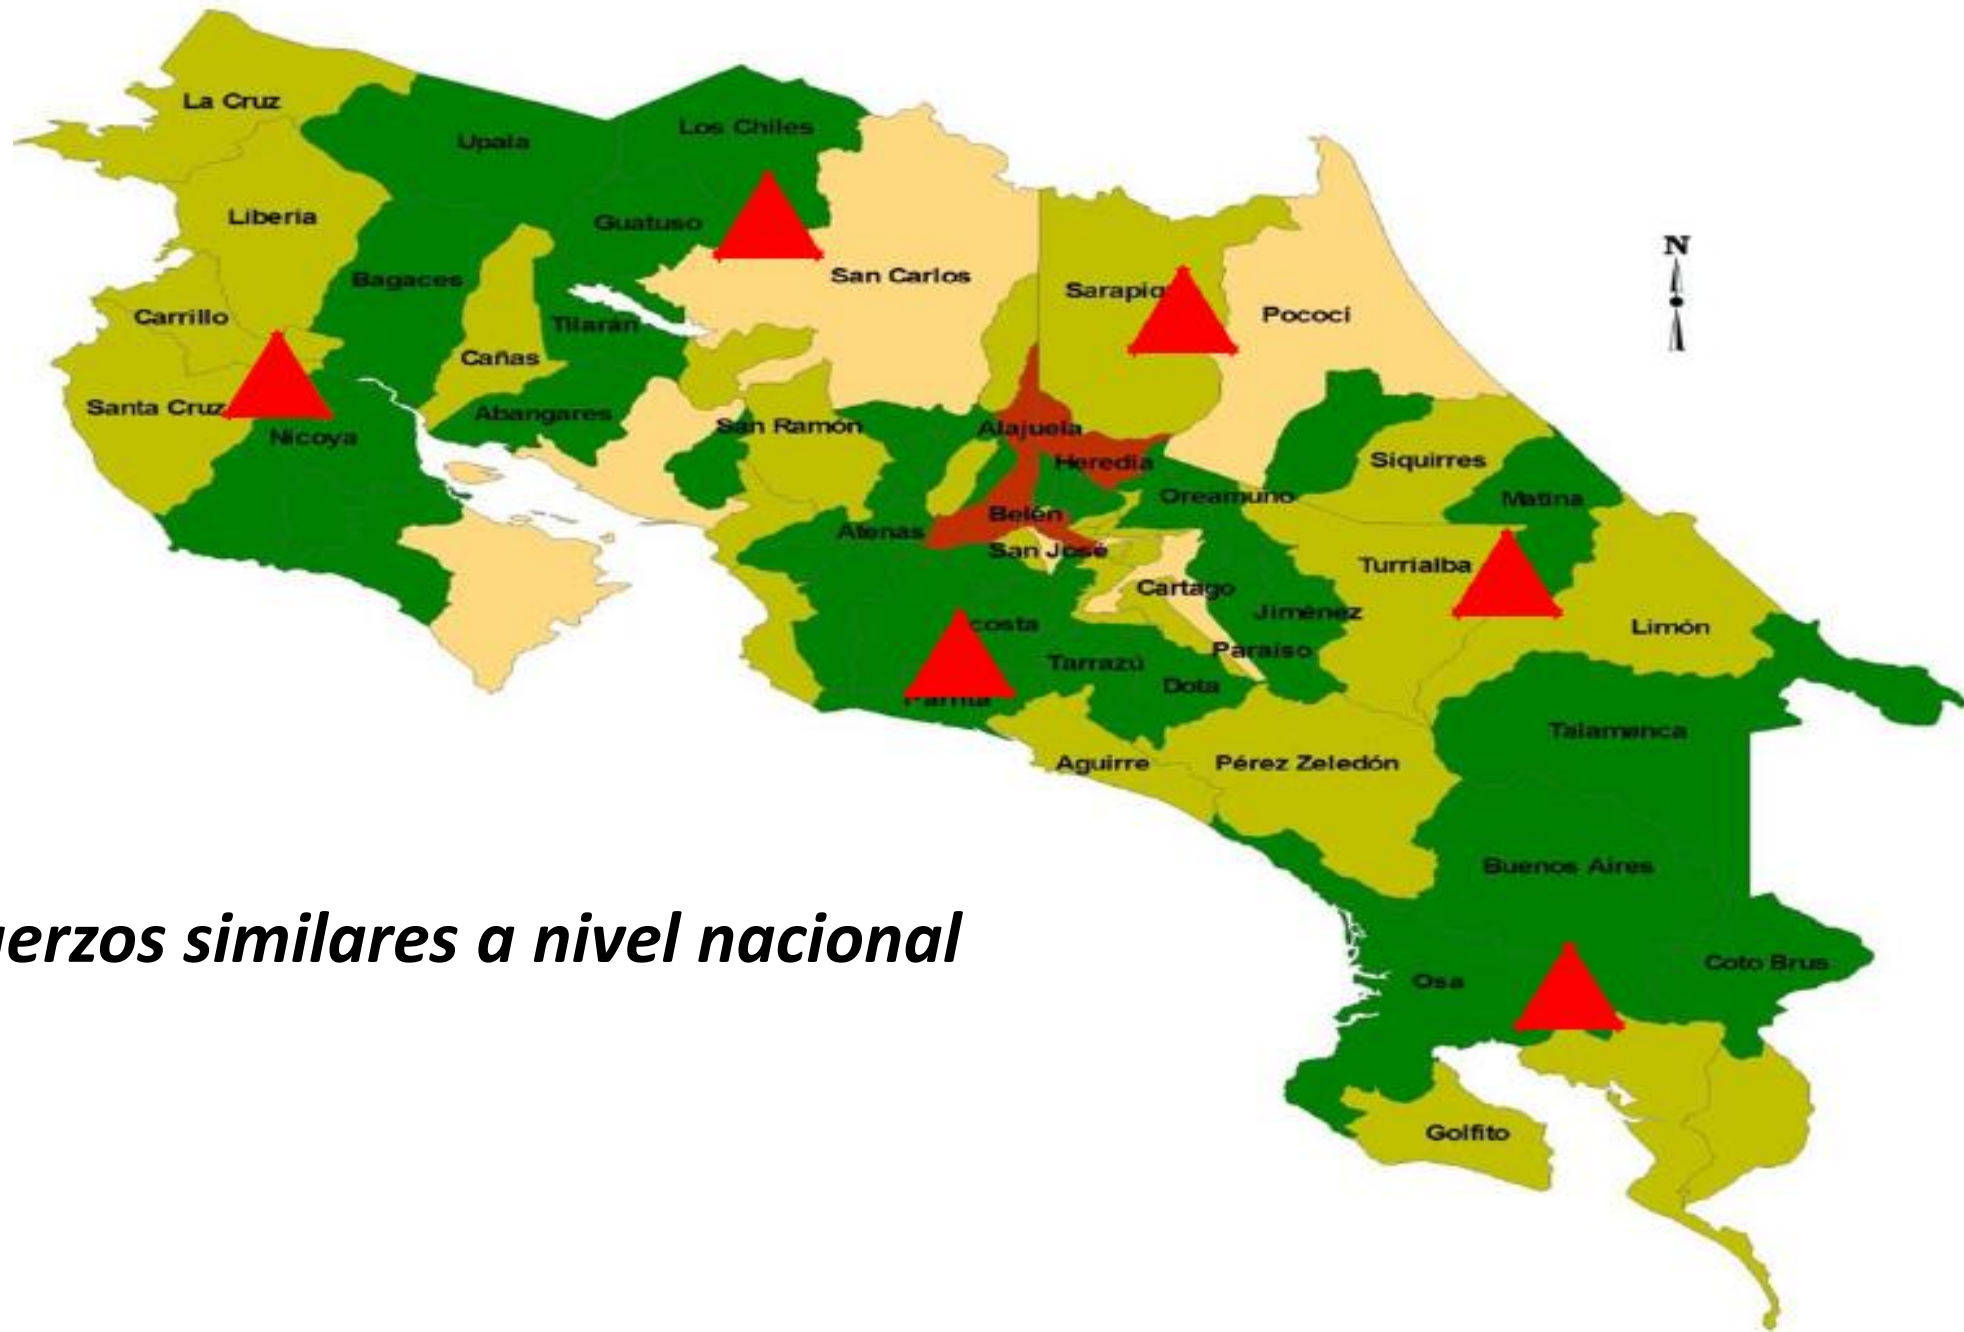 La Cruz
Upala
Los Chiles
Liberia
Guatuso
N
San Carlos
Bagaces
Sarapiq
Carrillo
Pococí
Tilarán
Cañas
Santa Cruz
Abangares
Nicoya
San Ramón
Alajuela
Heredia
Siquirres
Oreamuno
Matina
Belén
Atenas
San José
Turrialba
Cartago
Jiménez
costa
Limón
Paraíso
Tarrazú
Dota
Parrita
Talamanca
Aguirre
Pérez Zeledón
Buenos Aires
uerzos similares a nivel nacional
Coto Brus
Osa
Golfito